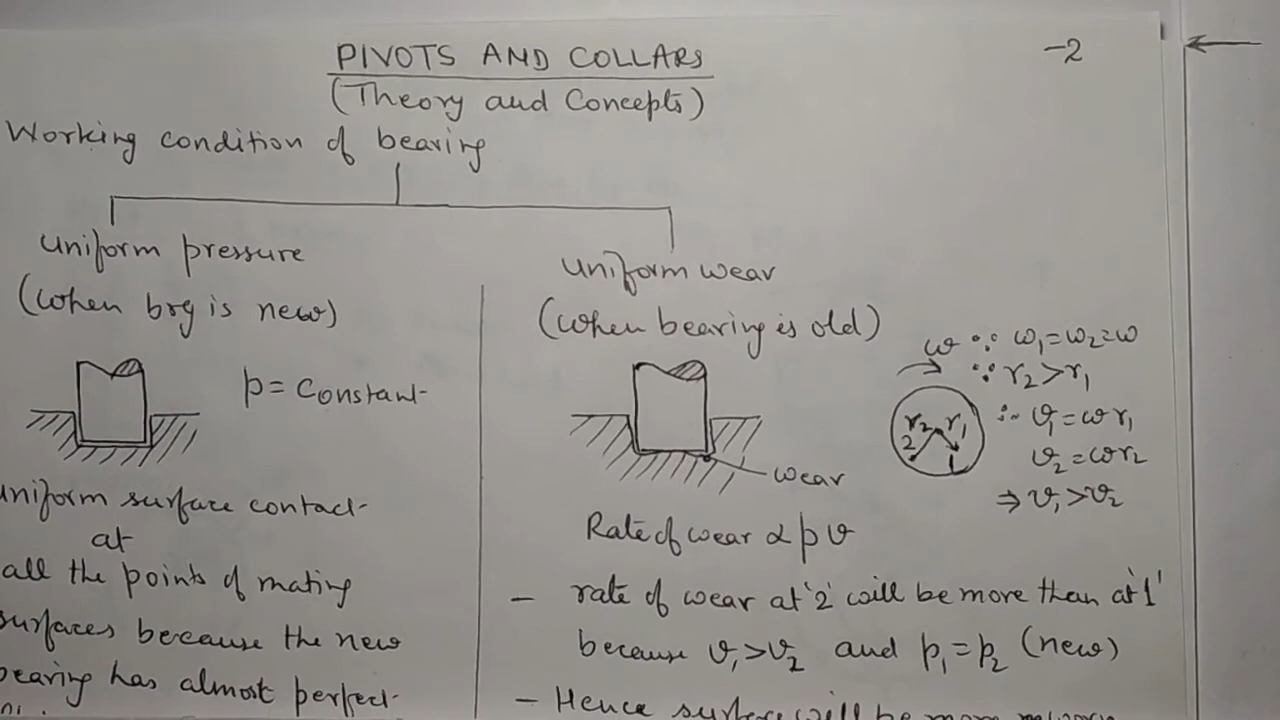 PIVOTS AND COLLARS
-2
(Theory and Concepts)
Working condition of bearing
uniform pressure
(when brg is new)
p = Constant
uniform surface contact
at
all the points of mating
surfaces because the new
bearing has almost perfect
uniform wear
(when bearing is old)
wear
ω ∵ ω₁=ω₂=ω
∵ r₂>r₁
r₂ r₁
2 1
∴ v₁=ωr₁
v₂=ωr₂
⇒ v₁>v₂
Rate of wear ∝ p v
- rate of wear at '2' will be more than at '1'
because v₁>v₂ and p₁=p₂ (new)
- Hence surface will be more